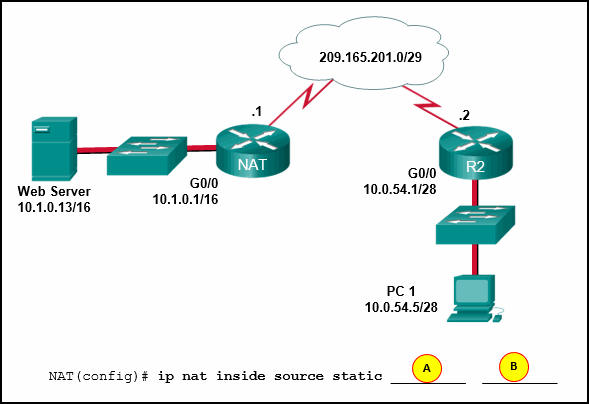 209.165.201.0/29
.1
.2
NAT
Web Server
10.1.0.13/16
G0/0
10.1.0.1/16
G0/0
10.0.54.1/28
R2
PC 1
10.0.54.5/28
NAT(config)# ip nat inside source static ________ ________
A
B